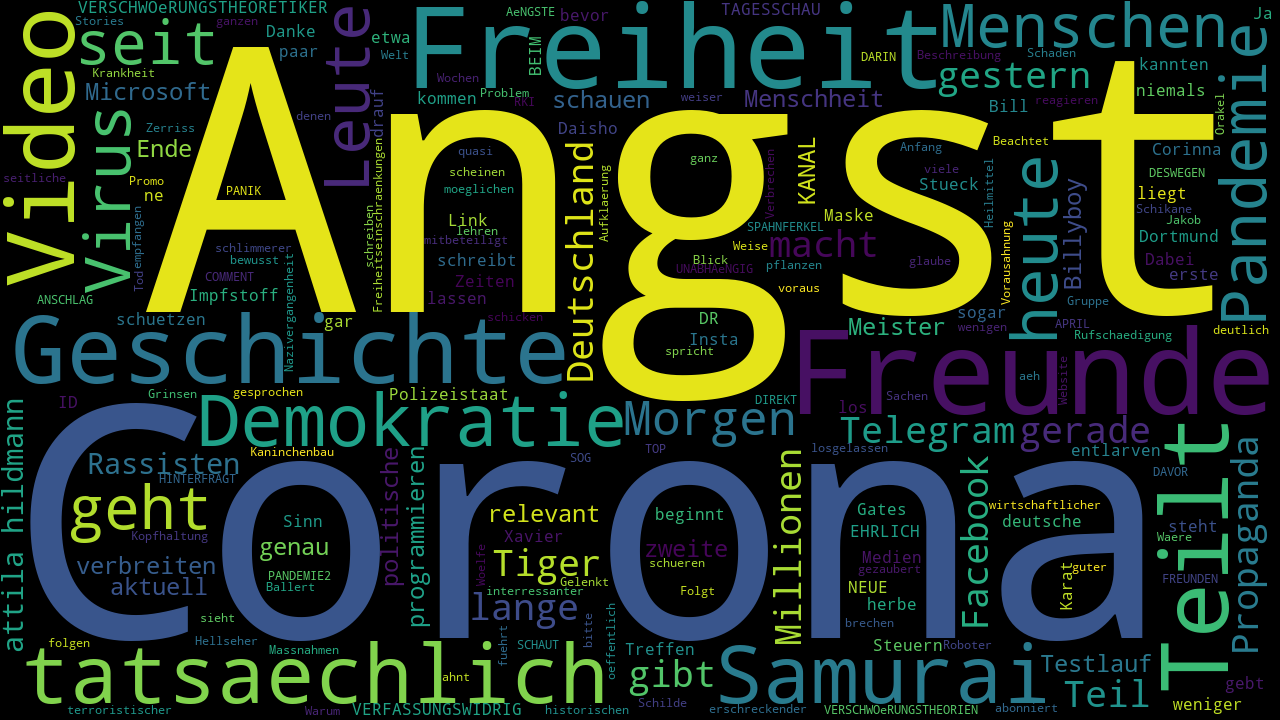 VERSCHWOeRUNGSTHEORETIKER
Stories
ganzen
AeNGSTE
bevor
TAGESSCHAU
Ja
Video
seit
Danke
paar
Leute
etwa
Welt
Freiheit
BEIM
DARIN
Menschen
Beschreibung
Schaden
Krankheit
Microsoft
Wochen
Problem
RKI
kommen
schauen
weiser
Menschheit
gestern
Bill
reagieren
kannten
niemals
Orakel
Pandemie
Virus
Zerriss
denen
drauf
Daisho
Anfang
Beachtet
Corinna
Ende
Angst
quasi
ganz
KANAL
viele
DESWEGEN
seitliche
Promo
ne
PANIK
scheinen
moeglichen
Aufklaerung
Verbrechen
Stueck
Heilmittel
heute
Billyboy
liegt
Schikane
Jakob
Tod
empfangen
schlimmerer
bewusst
COMMENT
Freiheitseinschraenkungen
schreiben
Link
lehren
mitbeteiligt
schreibt
Deutschland
SPAHNFERKEL
Maske
Weise
macht
Blick
UNABHAeNGIG
pflanzen
glaube
Vorausahnung
Dortmund
Dabei
erste
ANSCHLAG
Impfstoff
Nazivergangenheit
Zeiten
lassen
voraus
Gruppe
schuetzen
gar
schicken
DR
Insta
spricht
sogar
wenigen
Meister
APRIL
Rufschaedigung
deutlich
Geschichte
Freunde
Grinsen
gesprochen
Polizeistaat
DIREKT
los
Sachen
aeh
Website
ID
Demokratie
Morgen
Telegram
gerade
attila hildmann
Rassisten
HINTERFRAGT
Kaninchenbau
SOG
TOP
losgelassen
entlarven
DAVOR
Teilt
Propaganda
geht
Corona
Kopfhaltung
Sinn
genau
politische
programmieren
relevant
Xavier
beginnt
zweite
Millionen
Gates
EHRLICH
Facebook
wirtschaftlicher
deutsche
steht
Waere
verbreiten
aktuell
PANDEMIE2
Ballert
Woelfe
Tiger
Gelenkt
interressanter
schueren
Folgt
Medien
gezaubert
NEUE
herbe
Karat
guter
FREUNDEN
sieht
lange
bitte
brechen
folgen
Hellseher
Massnahmen
fuehrt
SCHAUT
oeffentlich
Treffen
Steuern
Roboter
Testlauf
tatsaechlich
ahnt
gibt
Samurai
Teil
gebt
weniger
terroristischer
Warum
VERFASSUNGSWIDRIG
historischen
Schilde
erschreckender
VERSCHWOeRUNGSTHEORIEN
abonniert